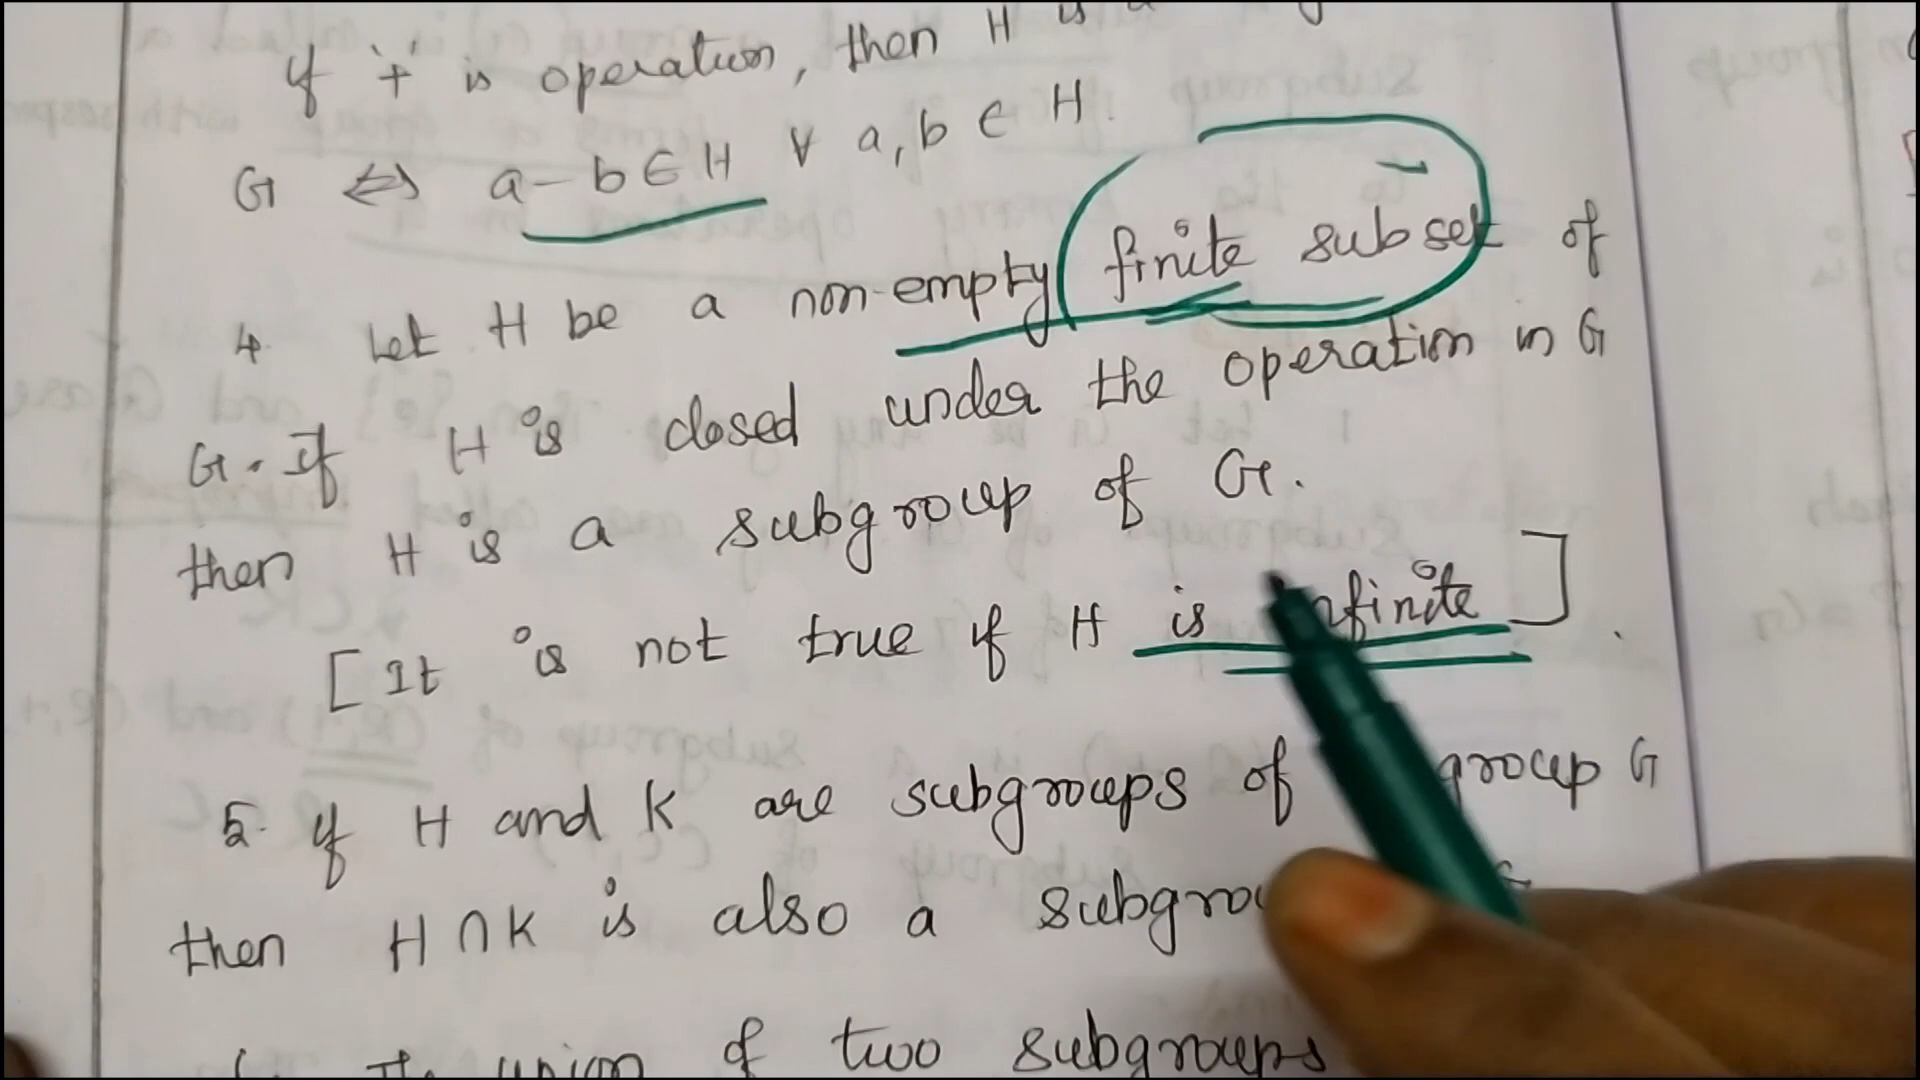 if '+' is operation, then H is a
G ⇔ a-b∈H ∀ a,b ∈ H.
4. Let H be a non-empty finite subset of
G. If H is closed under the operation in G
then H is a subgroup of G.
[It is not true if H is infinite].
5. if H and K are subgroups of group G
then H∩K is also a
union of two subgroups